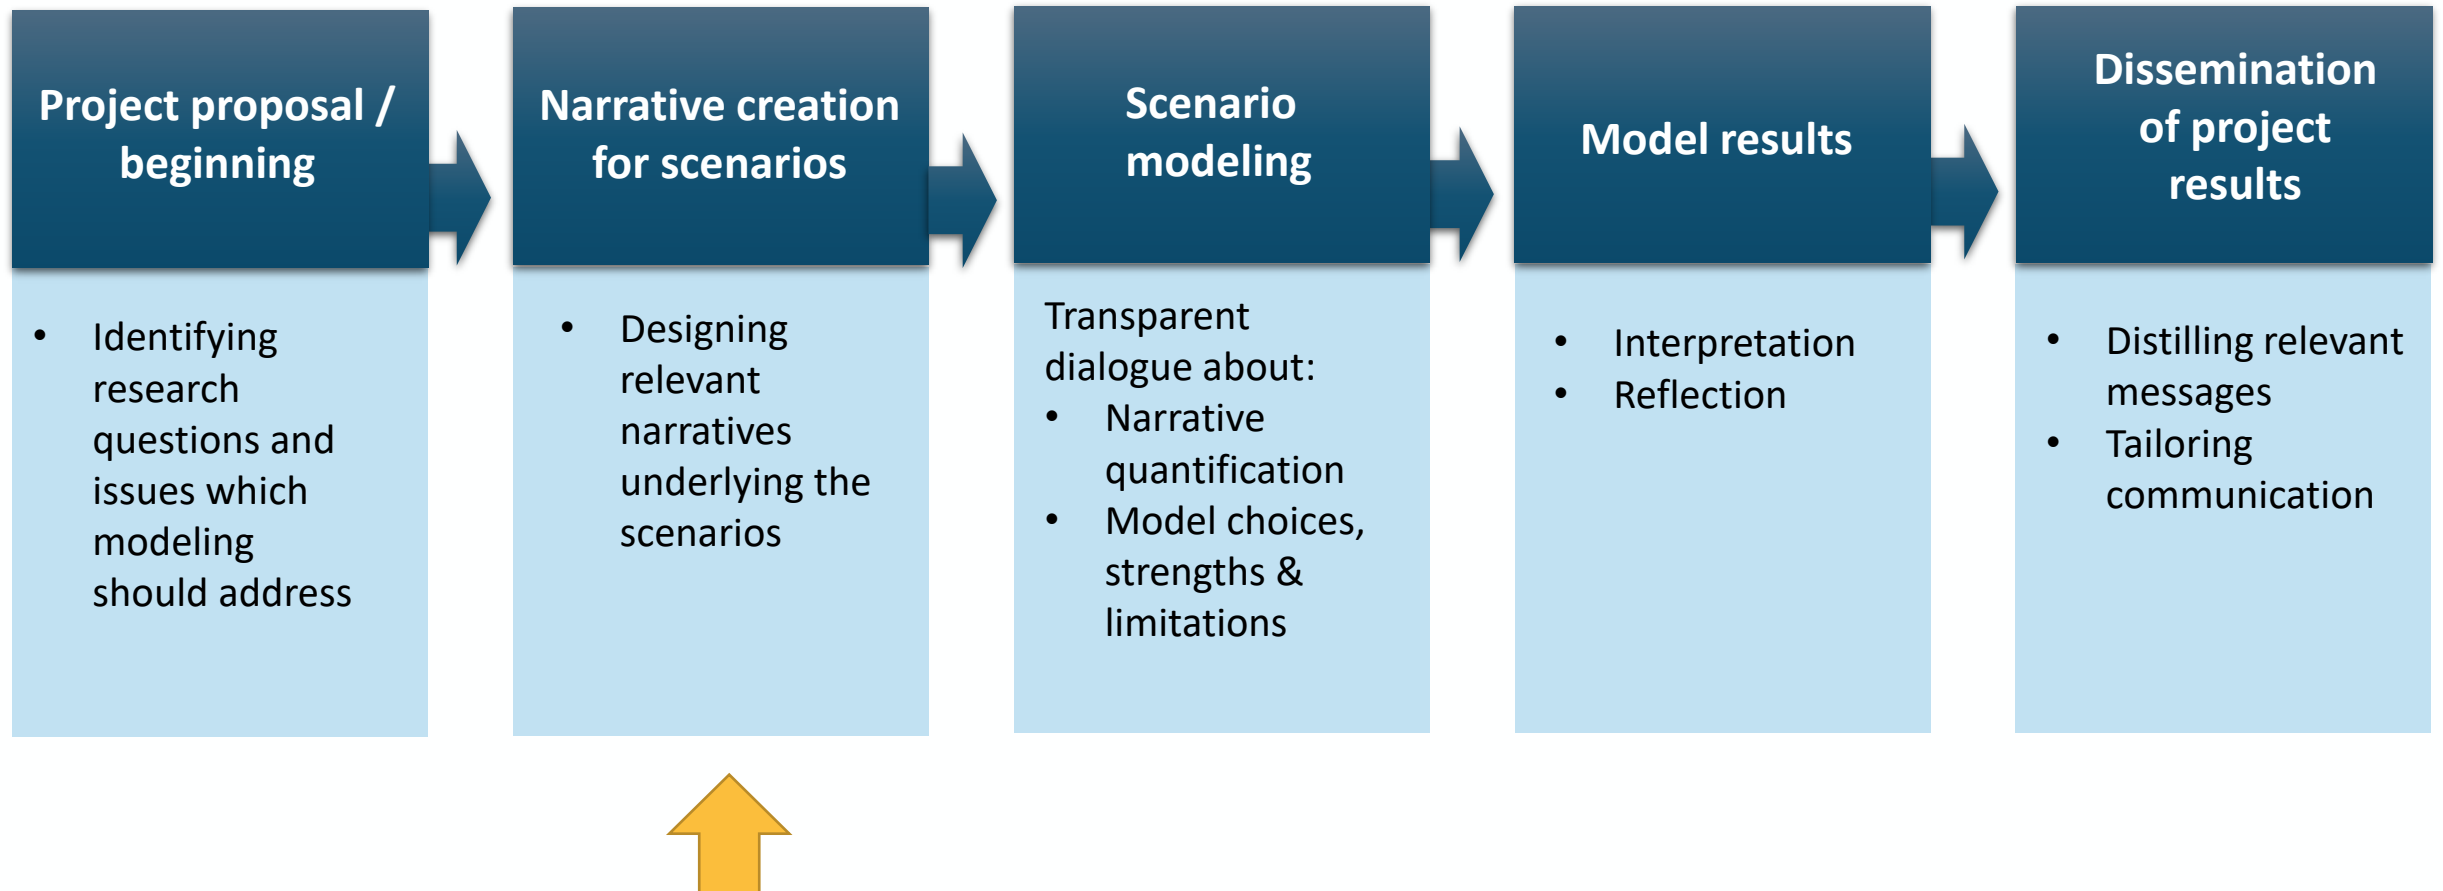 Project proposal /
beginning
• Identifying
research
questions and
issues which
modeling
should address
Narrative creation
for scenarios
• Designing
relevant
narratives
underlying the
scenarios
Scenario
modeling
Transparent
dialogue about:
• Narrative
quantification
• Model choices,
strengths &
limitations
Model results
• Interpretation
• Reflection
Dissemination
of project
results
• Distilling relevant
messages
• Tailoring
communication